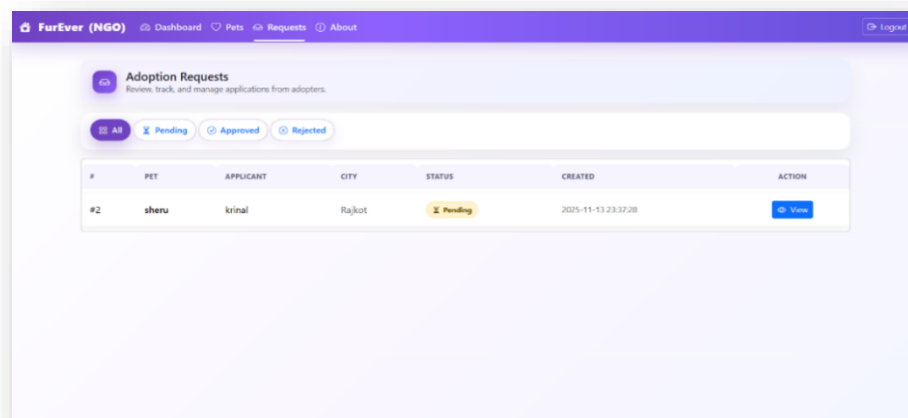 FurEver (NGO) Dashboard Pets Requests About Logout
Adoption Requests
Review, track, and manage applications from adopters.
All Pending Approved Rejected
# PET APPLICANT CITY STATUS CREATED ACTION
#2 sheru krinal Rajkot Pending 2025-11-13 23:37:28 View